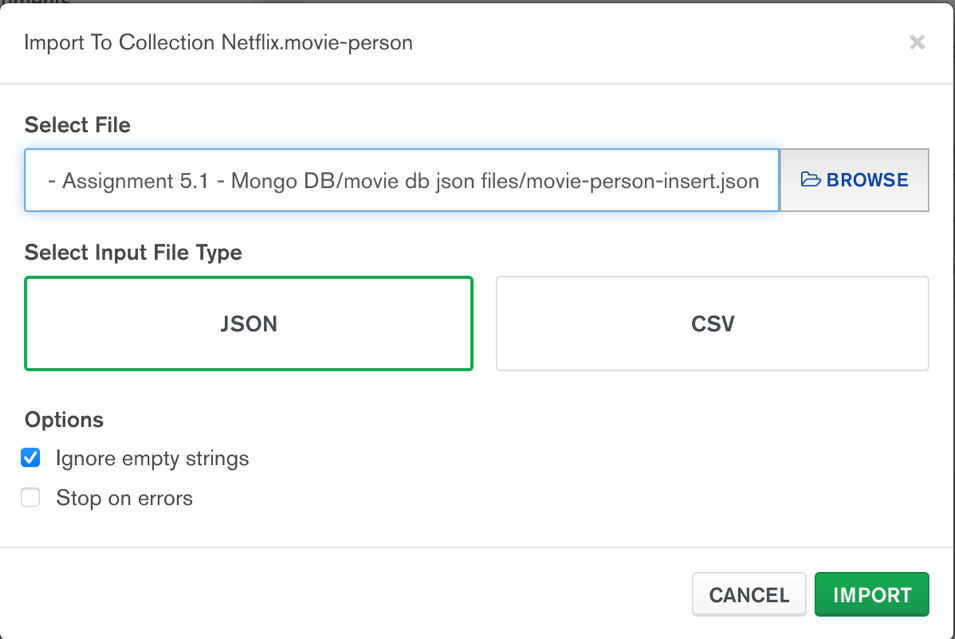 Import To Collection Netflix.movie-person
×
Select File
- Assignment 5.1 - Mongo DB/movie db json files/movie-person-insert.json
BROWSE
Select Input File Type
JSON CSV
Options
Ignore empty strings
Stop on errors
CANCEL IMPORT